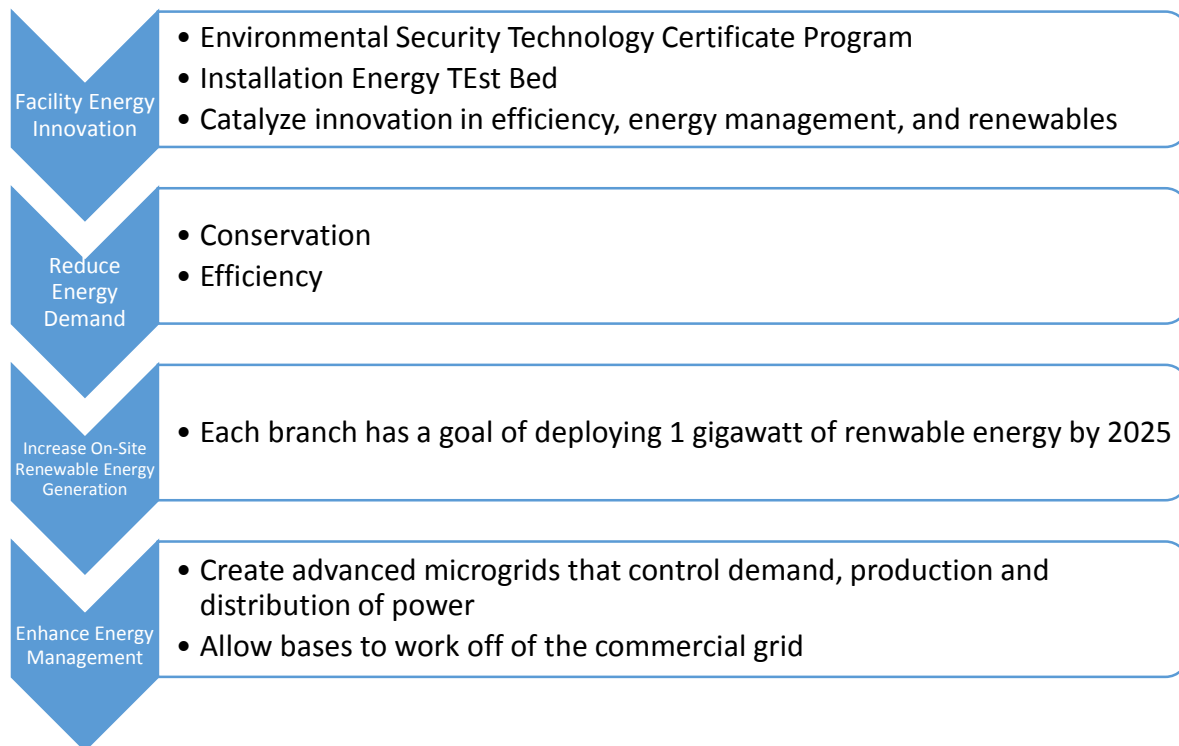 Facility Energy
Innovation
• Environmental Security Technology Certificate Program
• Installation Energy TEst Bed
• Catalyze innovation in efficiency, energy management, and renewables
Reduce
Energy
Demand
• Conservation
• Efficiency
Increase On-Site
Renewable Energy
Generation
• Each branch has a goal of deploying 1 gigawatt of renwable energy by 2025
Enhance Energy
Management
• Create advanced microgrids that control demand, production and
distribution of power
• Allow bases to work off of the commercial grid